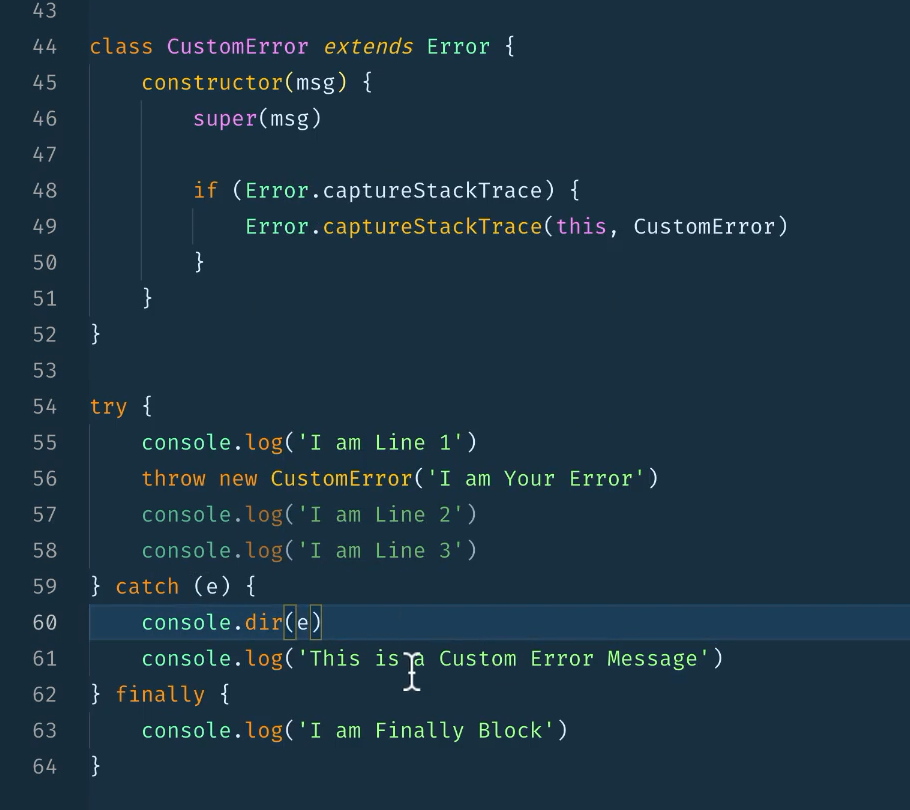 43
44 class CustomError extends Error {
45     constructor(msg) {
46         super(msg)
47
48         if (Error.captureStackTrace) {
49             Error.captureStackTrace(this, CustomError)
50         }
51     }
52 }
53
54 try {
55     console.log('I am Line 1')
56     throw new CustomError('I am Your Error')
57     console.log('I am Line 2')
58     console.log('I am Line 3')
59 } catch (e) {
60     console.dir(e)
61     console.log('This is a Custom Error Message')
62 } finally {
63     console.log('I am Finally Block')
64 }